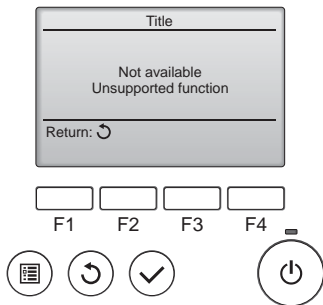 Title
Not available
Unsupported function
Return:
F1 F2 F3 F4